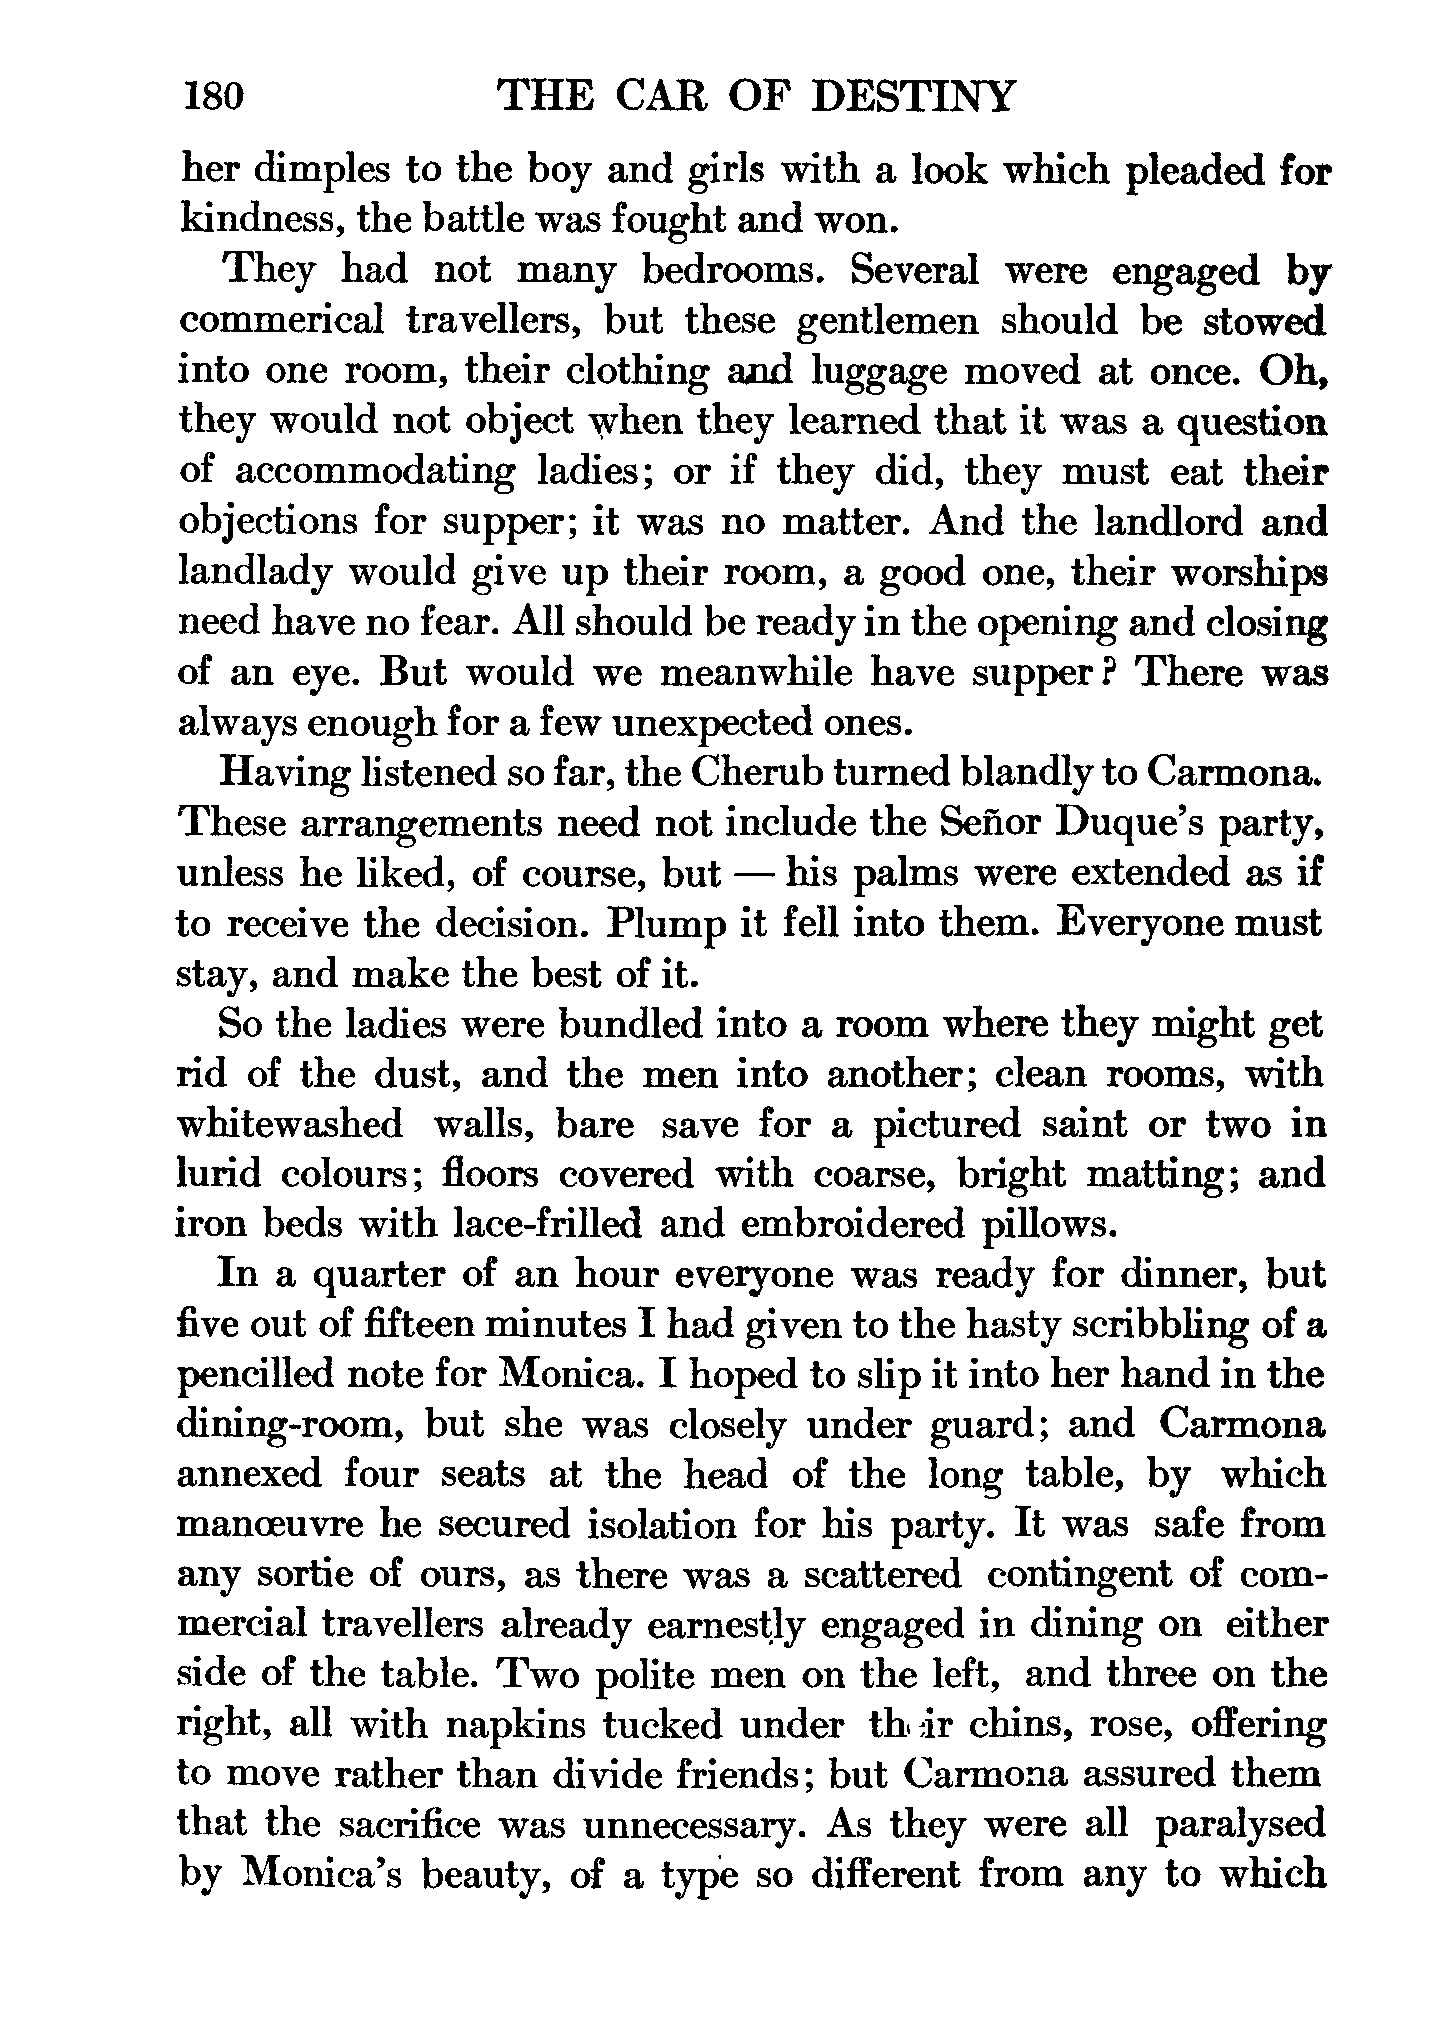 180 THE CAR OF DESTINY
her dimples to the boy and girls with a look which pleaded for
kindness, the battle was fought and won.
They had not many bedrooms. Several were engaged by
commerical travellers, but these gentlemen should be stowed
into one room, their clothing and luggage moved at once. Oh,
they would not object when they learned that it was a question
of accommodating ladies; or if they did, they must eat their
objections for supper; it was no matter. And the landlord and
landlady would give up their room, a good one, their worships
need have no fear. All should be ready in the opening and closing
of an eye. But would we meanwhile have supper? There was
always enough for a few unexpected ones.
Having listened so far, the Cherub turned blandly to Carmona.
These arrangements need not include the Señor Duque's party,
unless he liked, of course, but — his palms were extended as if
to receive the decision. Plump it fell into them. Everyone must
stay, and make the best of it.
So the ladies were bundled into a room where they might get
rid of the dust, and the men into another; clean rooms, with
whitewashed walls, bare save for a pictured saint or two in
lurid colours; floors covered with coarse, bright matting; and
iron beds with lace-frilled and embroidered pillows.
In a quarter of an hour everyone was ready for dinner, but
five out of fifteen minutes I had given to the hasty scribbling of a
pencilled note for Monica. I hoped to slip it into her hand in the
dining-room, but she was closely under guard; and Carmona
annexed four seats at the head of the long table, by which
manœuvre he secured isolation for his party. It was safe from
any sortie of ours, as there was a scattered contingent of com-
mercial travellers already earnestly engaged in dining on either
side of the table. Two polite men on the left, and three on the
right, all with napkins tucked under their chins, rose, offering
to move rather than divide friends; but Carmona assured them
that the sacrifice was unnecessary. As they were all paralysed
by Monica's beauty, of a type so different from any to which